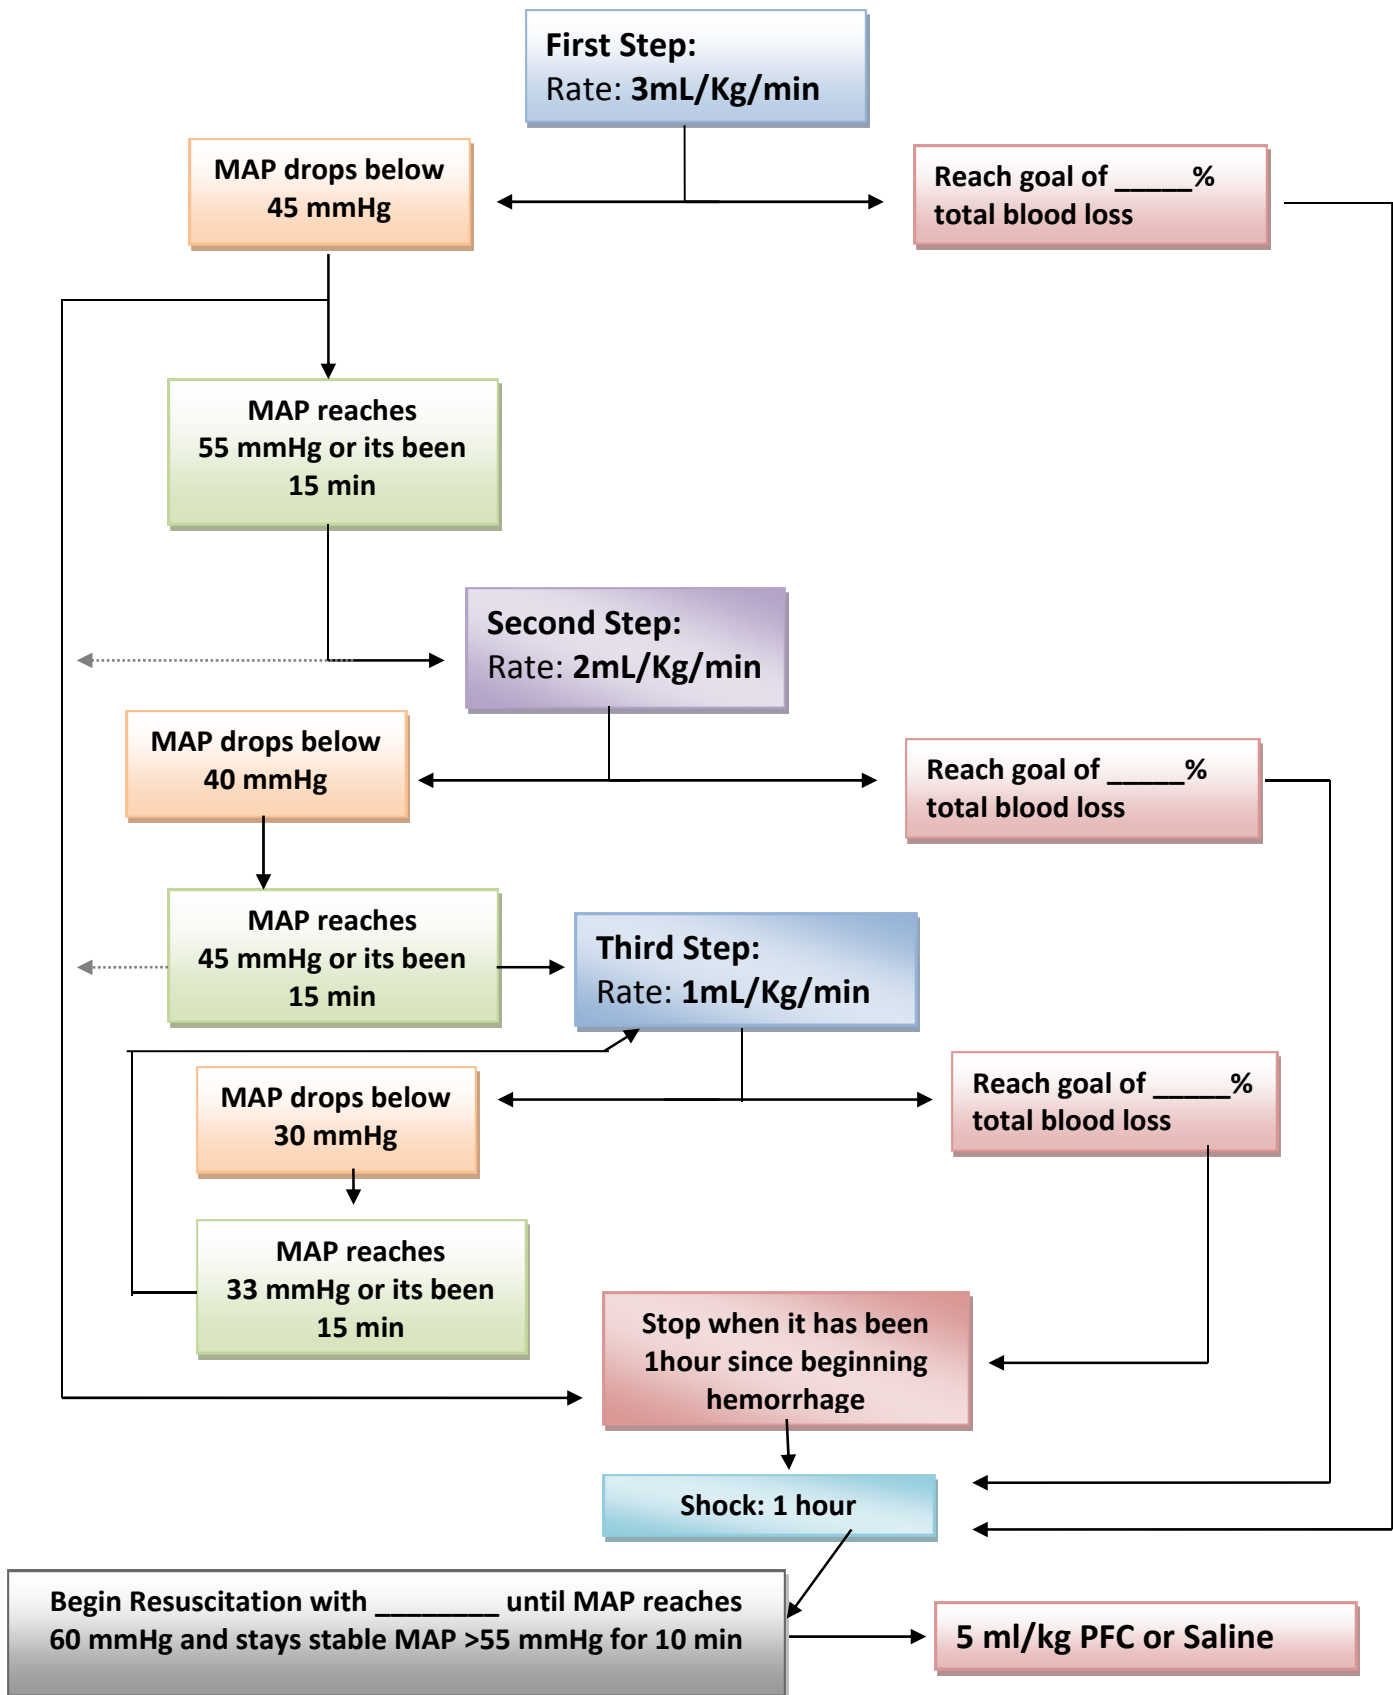 First Step:
Rate: 3mL/Kg/min
MAP drops below
45 mmHg
Reach goal of _____%
total blood loss
MAP reaches
55 mmHg or its been
15 min
Second Step:
Rate: 2mL/Kg/min
MAP drops below
40 mmHg
Reach goal of _____%
total blood loss
MAP reaches
45 mmHg or its been
15 min
Third Step:
Rate: 1mL/Kg/min
MAP drops below
30 mmHg
Reach goal of _____%
total blood loss
MAP reaches
33 mmHg or its been
15 min
Stop when it has been
1hour since beginning
hemorrhage
Shock: 1 hour
Begin Resuscitation with ________ until MAP reaches
60 mmHg and stays stable MAP >55 mmHg for 10 min
5 ml/kg PFC or Saline